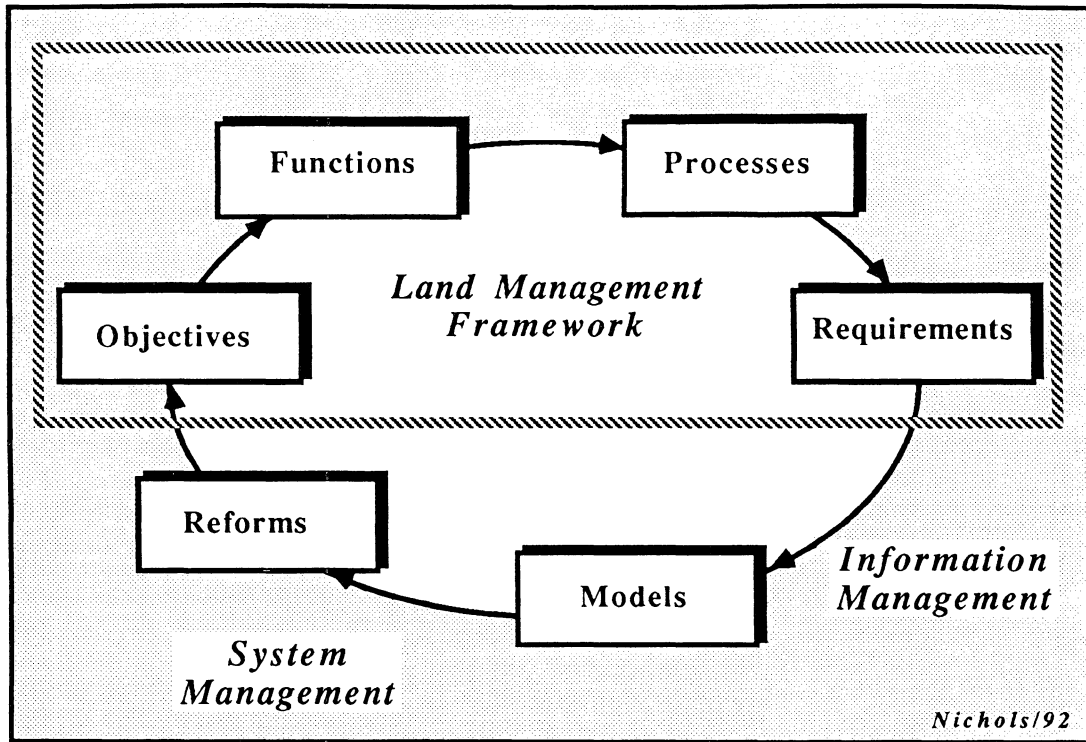 Functions
Processes
Land Management
Framework
Objectives
Requirements
Reforms
Models
Information
Management
System
Management
Nichols/92